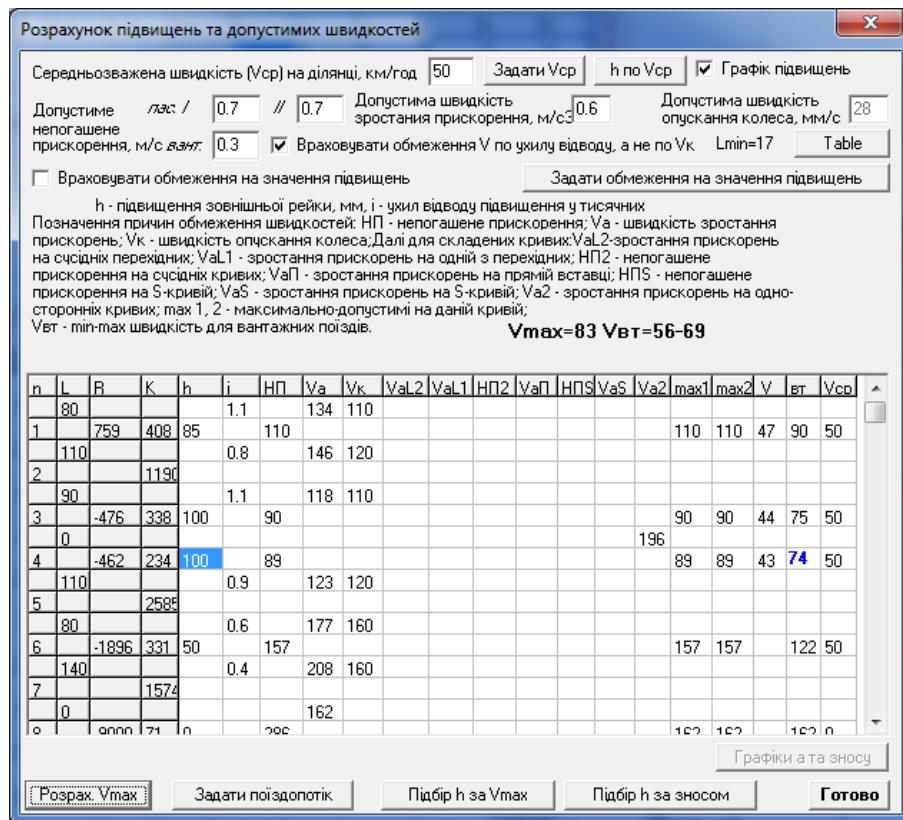 Розрахунок підвищень та допустимих швидкостей
Середньозважена швидкість (Vср) на ділянці, км/год 50 Задати Vср h по Vср Графік підвищень
Допустиме непогашене прискорення, м/с
пас. / 0.7 // 0.7
вант. 0.3
Допустима швидкість зростання прискорення, м/с3 0.6
Допустима швидкість опускання колеса, мм/с 28
Враховувати обмеження V по ухилу відводу, а не по Vк Lmin=17 Table
Враховувати обмеження на значення підвищень Задати обмеження на значення підвищень
h - підвищення зовнішньої рейки, мм, i - ухил відводу підвищення у тисячних
Позначення причин обмеження швидкостей: НП - непогашене прискорення; Va - швидкість зростання
прискорень; Vк - швидкість опускання колеса;Далі для складених кривих:VaL2-зростання прискорень
на сусідніх перехідних; VaL1 - зростання прискорень на одній з перехідних; НП2 - непогашене
прискорення на сусідніх кривих; VaП - зростання прискорень на прямій вставці; НПS - непогашене
прискорення на S-кривій; VaS - зростання прискорень на S-кривій; Va2 - зростання прискорень на одно-
сторонніх кривих; max 1, 2 - максимально-допустимі на даній кривій;
Vвт - min-max швидкість для вантажних поїздів. Vmax=83 Vвт=56-69
n L R K h i НП Va Vк VaL2 VaL1 НП2 VaП НПS VaS Va2 max1 max2 V вт Vср
80 1.1 134 110
1 759 408 85 110 110 110 47 90 50
110 0.8 146 120
2 1190
90 1.1 118 110
3 -476 338 100 90 90 90 44 75 50
0 196
4 -462 234 100 89 89 89 43 74 50
110 0.9 123 120
5 2585
80 0.6 177 160
6 -1896 331 50 157 157 157 122 50
140 0.4 208 160
7 1574
0 162
Графіки а та зносу
Розрах. Vmax Задати поїздопотік Підбір h за Vmax Підбір h за зносом Готово